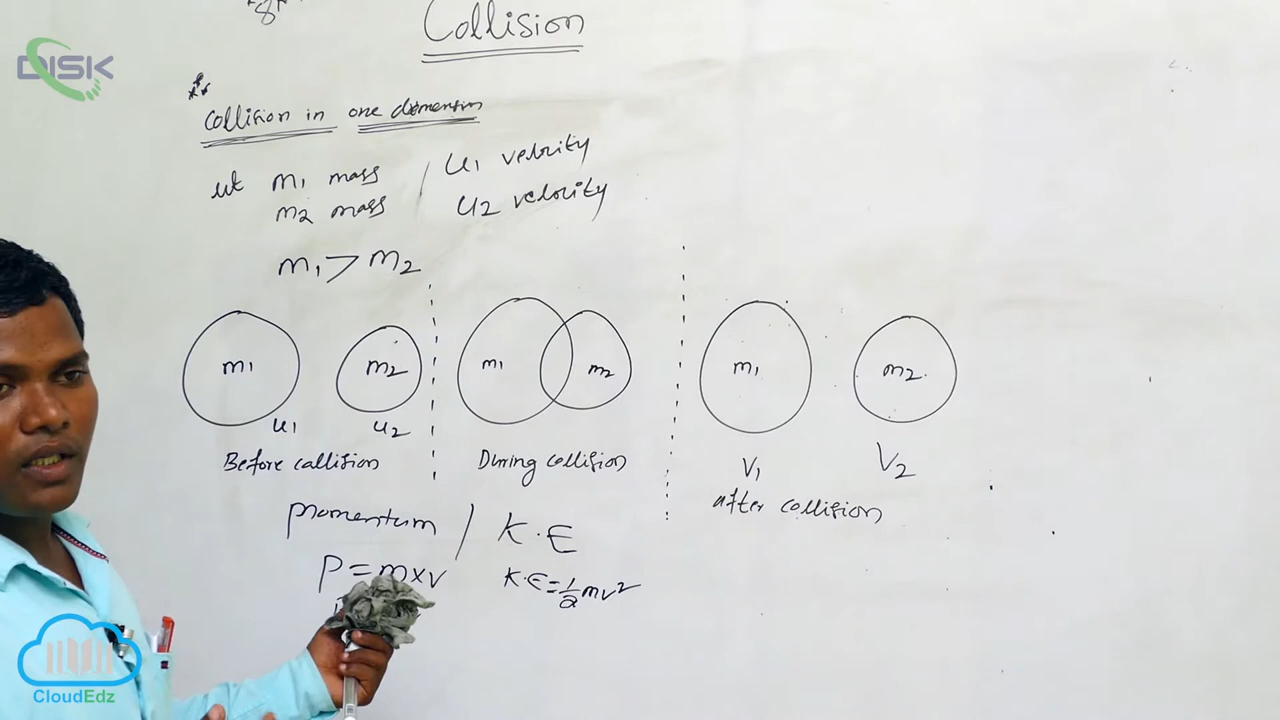 Collision
DISK
Collision in one dimension
let m1 mass / u1 velocity
m2 mass u2 velocity
m1 > m2
m1 m2 m1 m2 m1 m2.
u1 u2
Before collision During collision V1 V2
after collision
momentum / K.E
P = m×v K.E = 1/2 mv²
CloudEdz